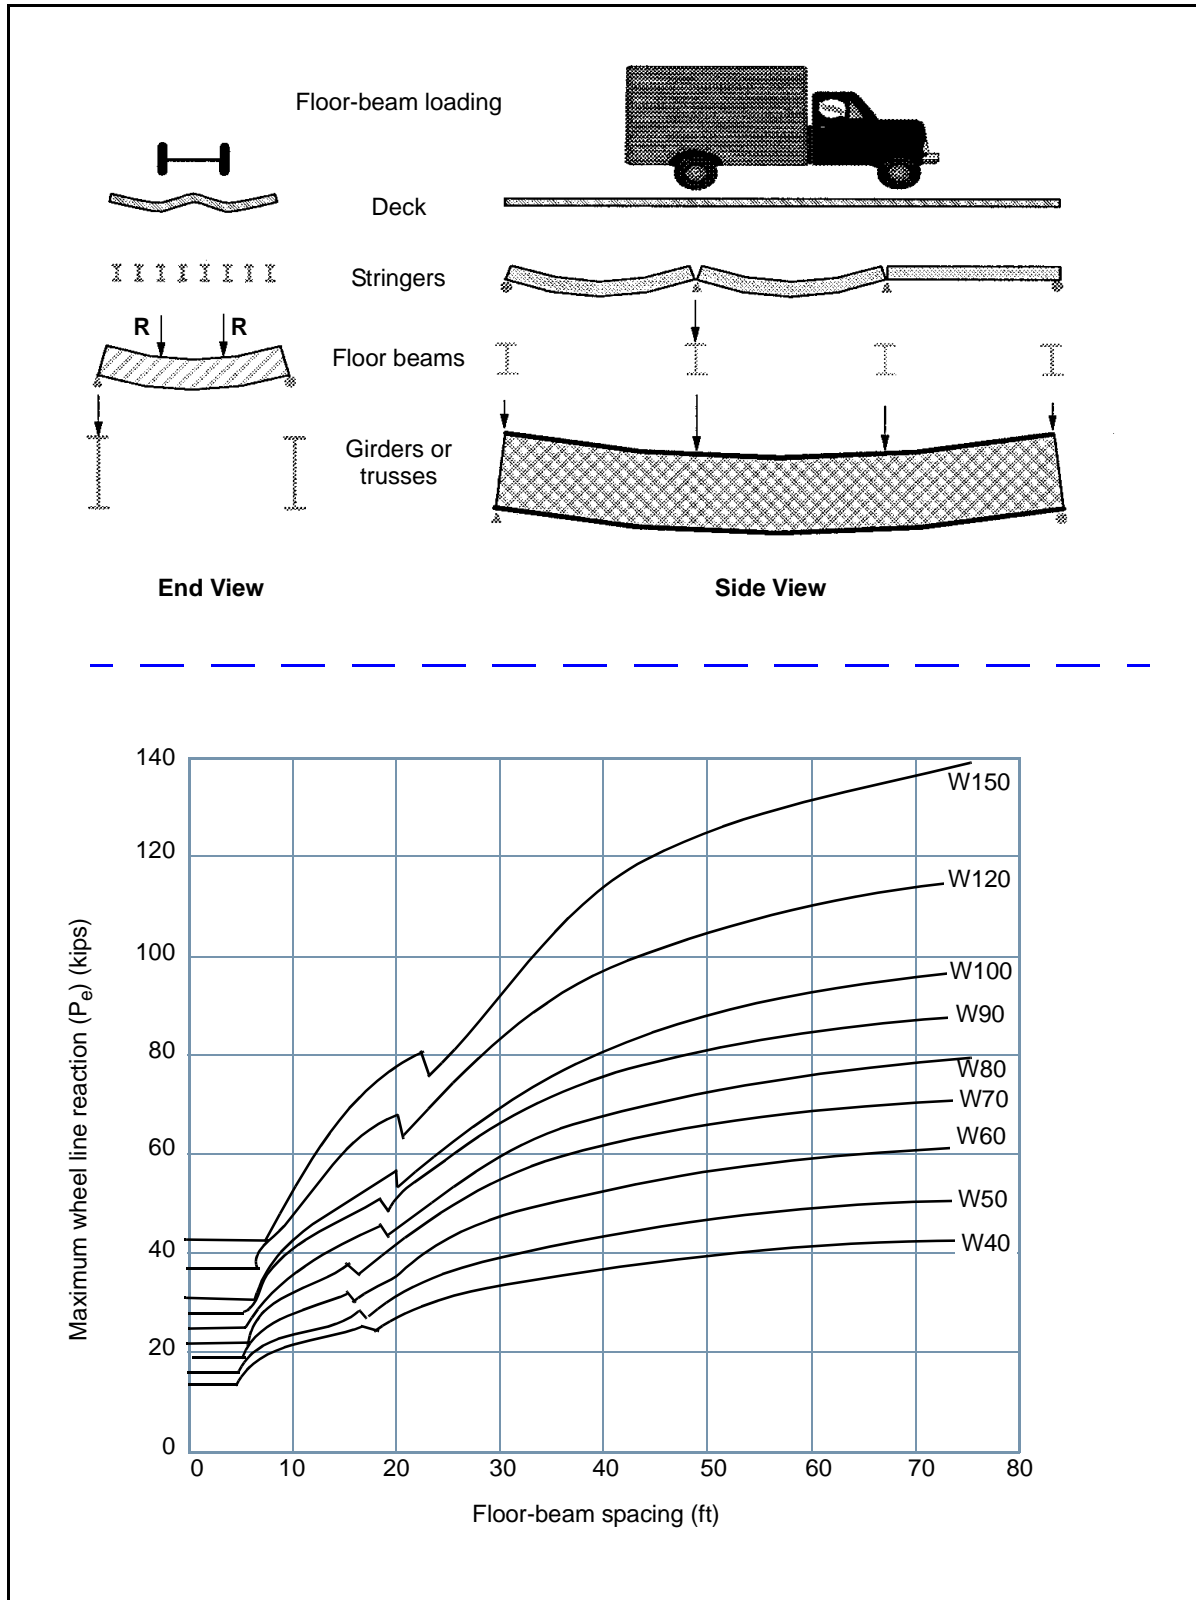 Floor-beam loading
Deck
Stringers
R R
Floor beams
Girders or
trusses
End View
Side View
Maximum wheel line reaction (Pe) (kips)
140
120
100
80
60
40
20
0
W150
W120
W100
W90
W80
W70
W60
W50
W40
0 10 20 30 40 50 60 70 80
Floor-beam spacing (ft)